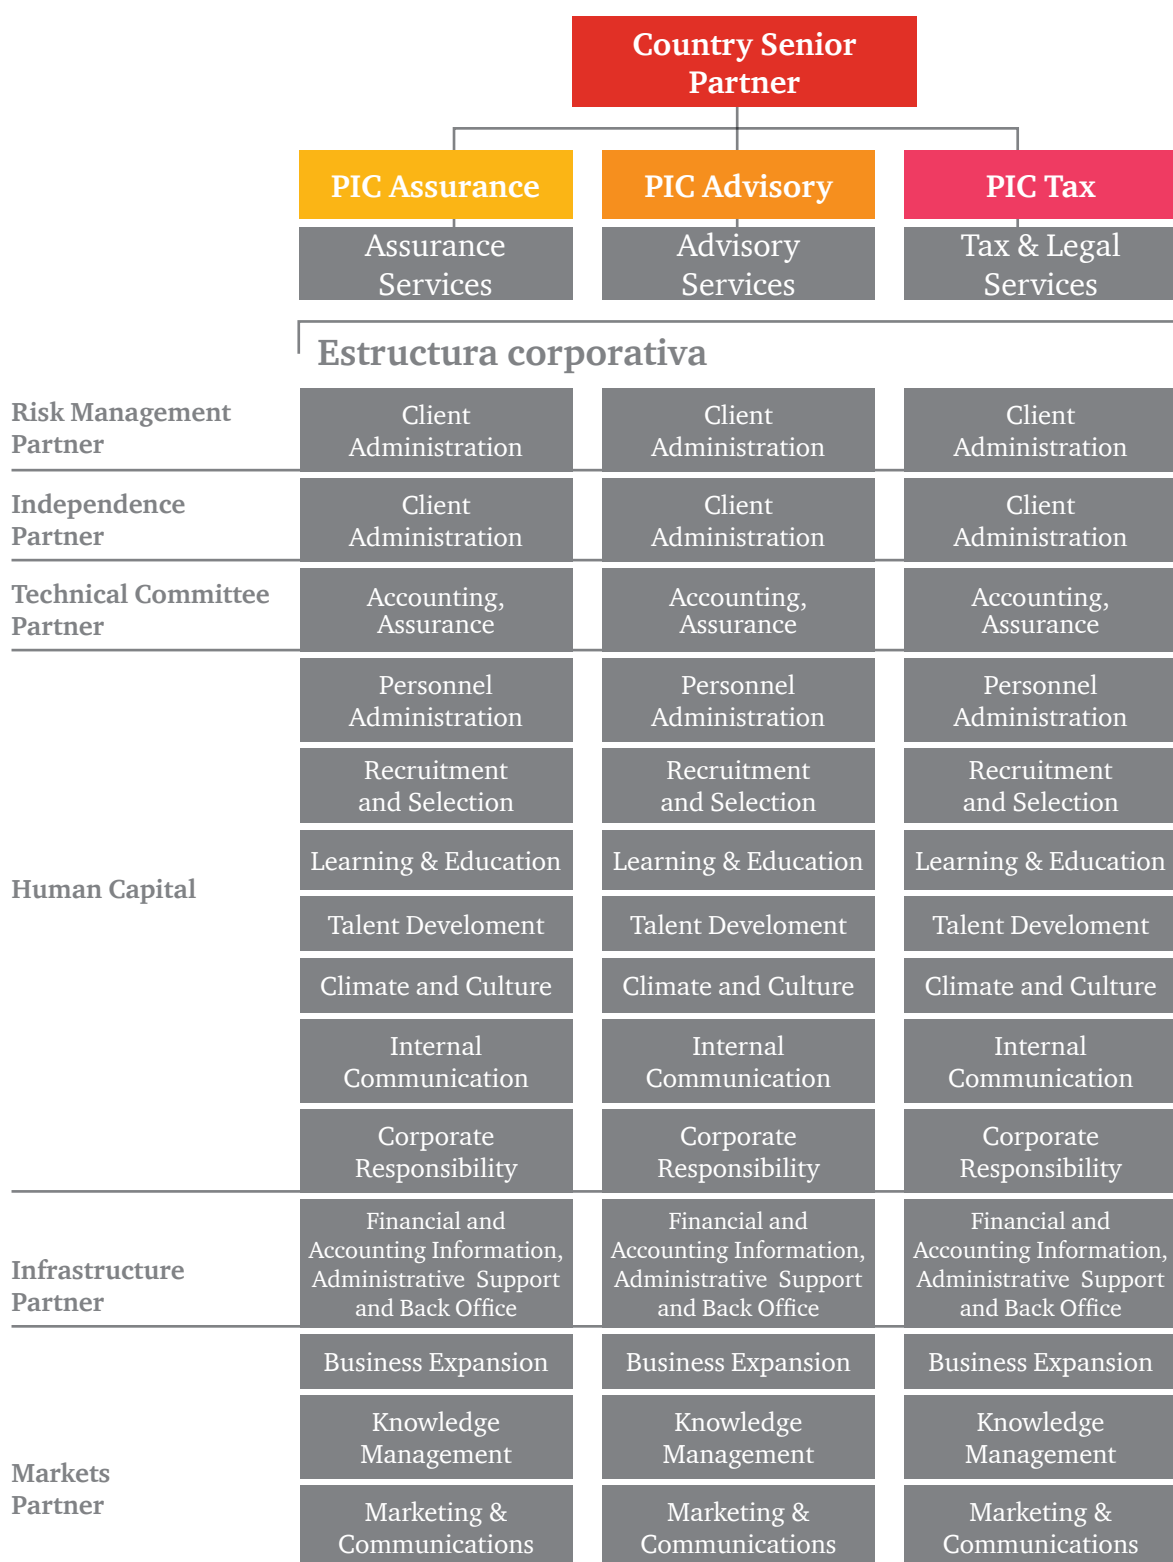 Country Senior
Partner
PIC Assurance
PIC Advisory
PIC Tax
Assurance
Services
Advisory
Services
Tax & Legal
Services
Estructura corporativa
Risk Management
Partner
Client
Administration
Client
Administration
Client
Administration
Independence
Partner
Client
Administration
Client
Administration
Client
Administration
Technical Committee
Partner
Accounting,
Assurance
Accounting,
Assurance
Accounting,
Assurance
Human Capital
Personnel
Administration
Personnel
Administration
Personnel
Administration
Recruitment
and Selection
Recruitment
and Selection
Recruitment
and Selection
Learning & Education
Learning & Education
Learning & Education
Talent Develoment
Talent Develoment
Talent Develoment
Climate and Culture
Climate and Culture
Climate and Culture
Internal
Communication
Internal
Communication
Internal
Communication
Corporate
Responsibility
Corporate
Responsibility
Corporate
Responsibility
Infrastructure
Partner
Financial and
Accounting Information,
Administrative Support
and Back Office
Financial and
Accounting Information,
Administrative Support
and Back Office
Financial and
Accounting Information,
Administrative Support
and Back Office
Markets
Partner
Business Expansion
Business Expansion
Business Expansion
Knowledge
Management
Knowledge
Management
Knowledge
Management
Marketing &
Communications
Marketing &
Communications
Marketing &
Communications